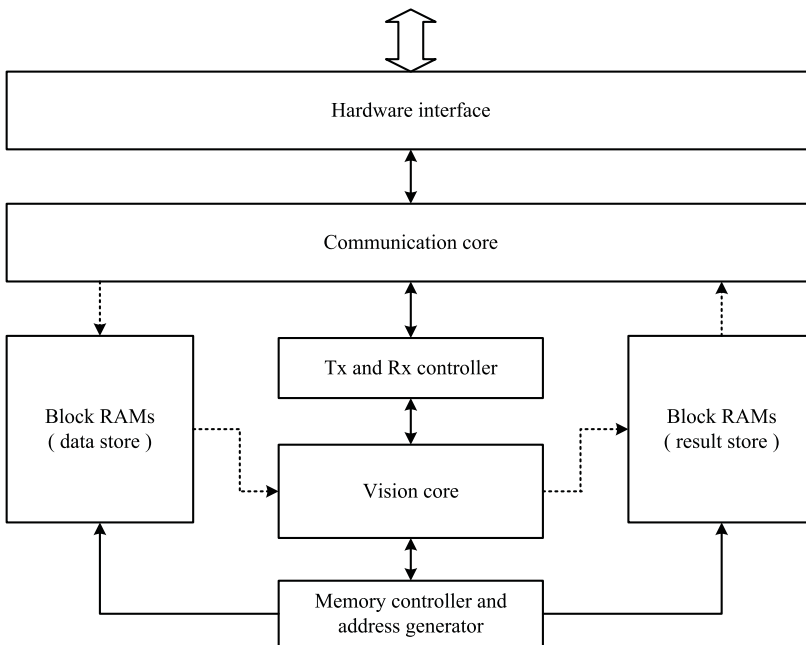 Hardware interface
Communication core
Tx and Rx controller
Block RAMs
( data store )
Block RAMs
( result store )
Vision core
Memory controller and
address generator